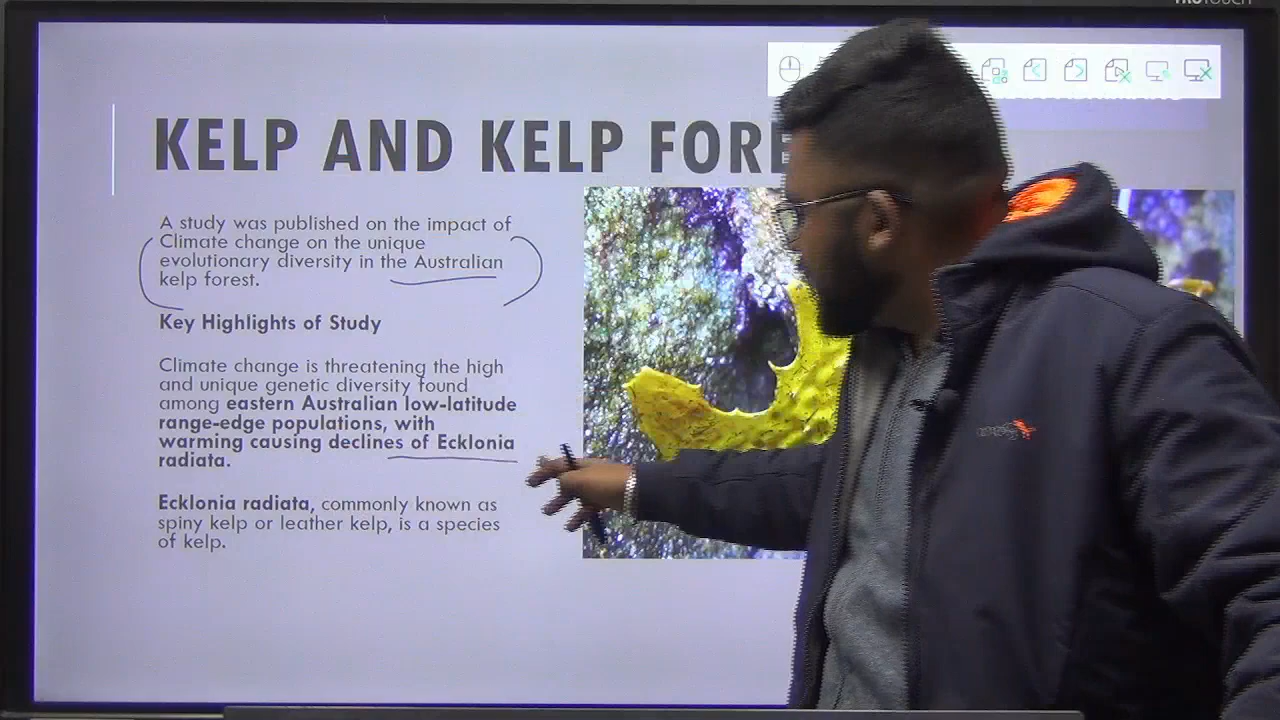 KELP AND KELP FORE
A study was published on the impact of
Climate change on the unique
evolutionary diversity in the Australian
kelp forest.
Key Highlights of Study
Climate change is threatening the high
and unique genetic diversity found
among eastern Australian low-latitude
range-edge populations, with
warming causing declines of Ecklonia
radiata.
Ecklonia radiata, commonly known as
spiny kelp or leather kelp, is a species
of kelp.